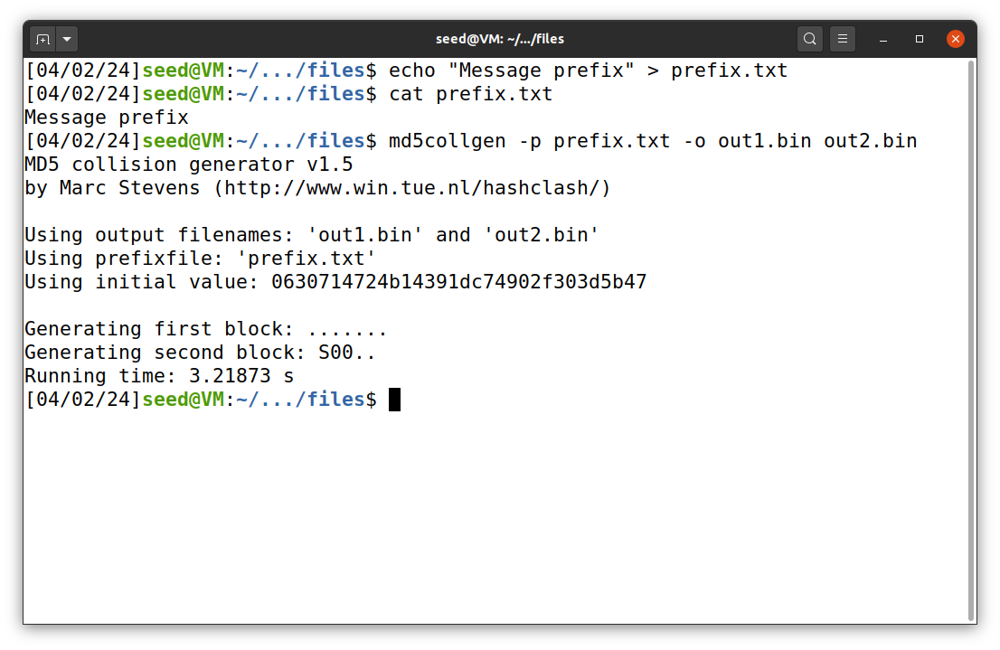 seed@VM: ~/.../files
[04/02/24]seed@VM:~/.../files$ echo "Message prefix" > prefix.txt
[04/02/24]seed@VM:~/.../files$ cat prefix.txt
Message prefix
[04/02/24]seed@VM:~/.../files$ md5collgen -p prefix.txt -o out1.bin out2.bin
MD5 collision generator v1.5
by Marc Stevens (http://www.win.tue.nl/hashclash/)
Using output filenames: 'out1.bin' and 'out2.bin'
Using prefixfile: 'prefix.txt'
Using initial value: 0630714724b14391dc74902f303d5b47
Generating first block: .......
Generating second block: S00..
Running time: 3.21873 s
[04/02/24]seed@VM:~/.../files$